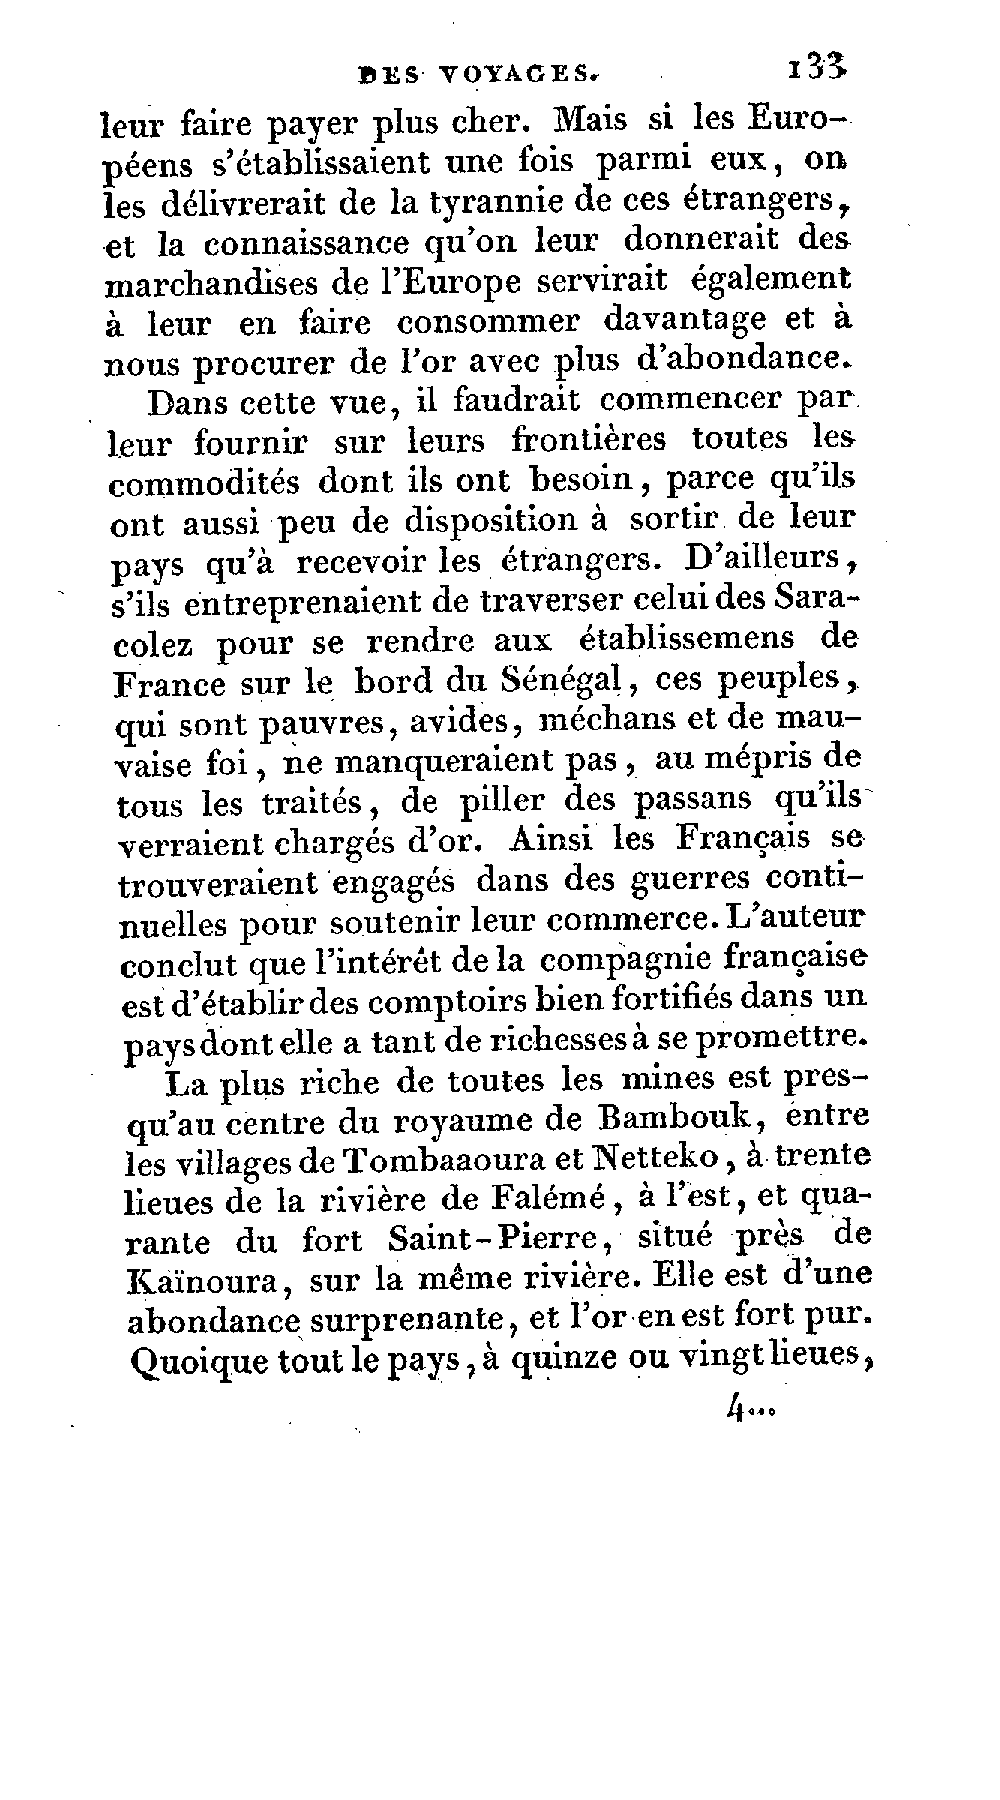 DES VOYAGES. 133
leur faire payer plus cher. Mais si les Euro-
péens s'établissaient une fois parmi eux, on
les délivrerait de la tyrannie de ces étrangers,
et la connaissance qu'on leur donnerait des
marchandises de l'Europe servirait également
à leur en faire consommer davantage et à
nous procurer de l'or avec plus d'abondance.
Dans cette vue, il faudrait commencer par
leur fournir sur leurs frontières toutes les
commodités dont ils ont besoin, parce qu'ils
ont aussi peu de disposition à sortir de leur
pays qu'à recevoir les étrangers. D'ailleurs,
s'ils entreprenaient de traverser celui des Sara-
colez pour se rendre aux établissemens de
France sur le bord du Sénégal, ces peuples,
qui sont pauvres, avides, méchans et de mau-
vaise foi, ne manqueraient pas, au mépris de
tous les traités, de piller des passans qu'ils
verraient chargés d'or. Ainsi les Français se
trouveraient engagés dans des guerres conti-
nuelles pour soutenir leur commerce. L'auteur
conclut que l'intérêt de la compagnie française
est d'établir des comptoirs bien fortifiés dans un
pays dont elle a tant de richesses à se promettre.
La plus riche de toutes les mines est pres-
qu'au centre du royaume de Bambouk, entre
les villages de Tombaaoura et Netteko, à trente
lieues de la rivière de Falémé, à l'est, et qua-
rante du fort Saint-Pierre, situé près de
Kaïnoura, sur la même rivière. Elle est d'une
abondance surprenante, et l'or en est fort pur.
Quoique tout le pays, à quinze ou vingt lieues,
4...